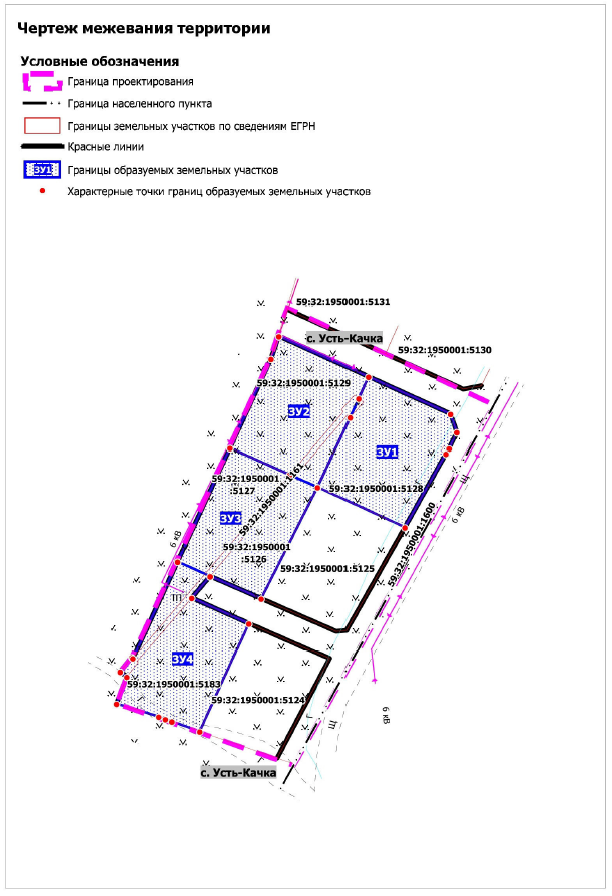 Чертеж межевания территории
Условные обозначения
Граница проектирования
Граница населенного пункта
Границы земельных участков по сведениям ЕГРН
Красные линии
ЗУ1
Границы образуемых земельных участков
Характерные точки границ образуемых земельных участков
59:32:1950001:5131
с. Усть-Качка
59:32:1950001:5130
59:32:1950001:5129
ЗУ2
ЗУ1
59:32:1950001
:5127
59:32:1950001:1161
59:32:1950001:5128
ТП
6 кВ
ЗУ3
59:32:1950001:1600
6 кВ
59:32:1950001
:5126
59:32:1950001:5125
ТП
ЗУ4
59:32:1950001:5183
59:32:1950001:5124
6 кВ
ТП
с. Усть-Качка